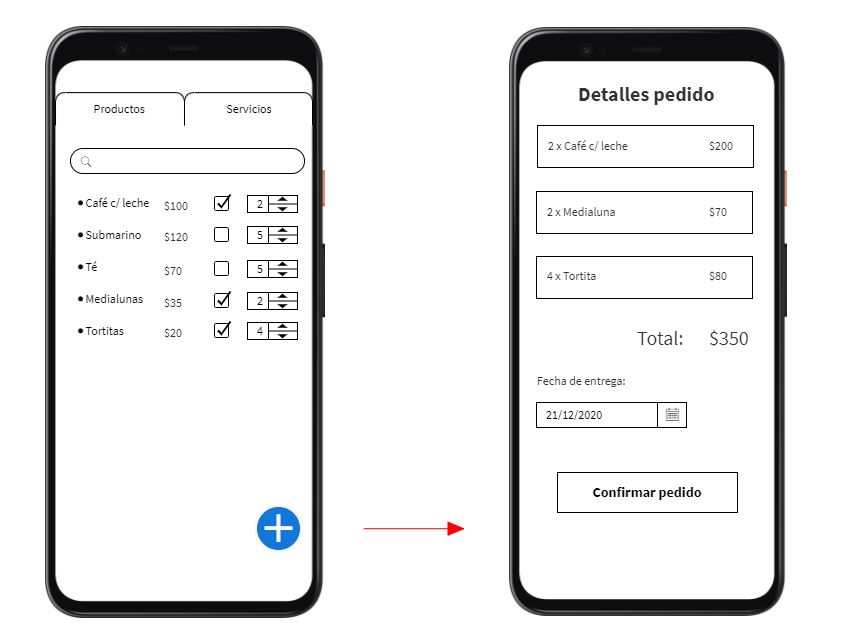 Productos Servicios
Café c/ leche $100 2
Submarino $120 5
Té $70 5
Medialunas $35 2
Tortitas $20 4
Detalles pedido
2 x Café c/ leche $200
2 x Medialuna $70
4 x Tortita $80
Total: $350
Fecha de entrega:
21/12/2020
Confirmar pedido